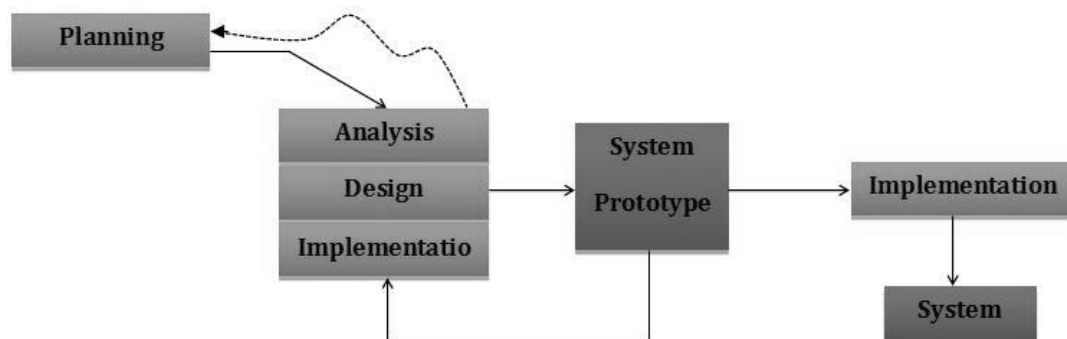 Planning
Analysis
Design
Implementatio
System
Prototype
Implementation
System